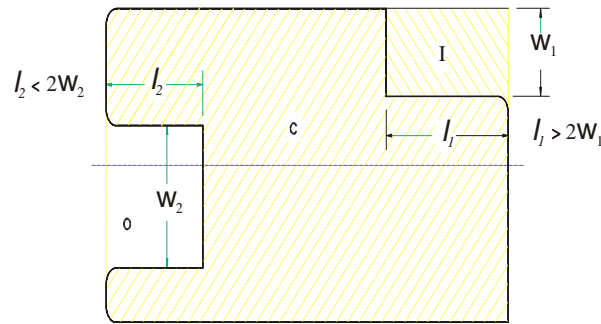 I
W₁
l₂ < 2W₂
l₂
c
l₁
l₁ > 2W₁
W₂
o